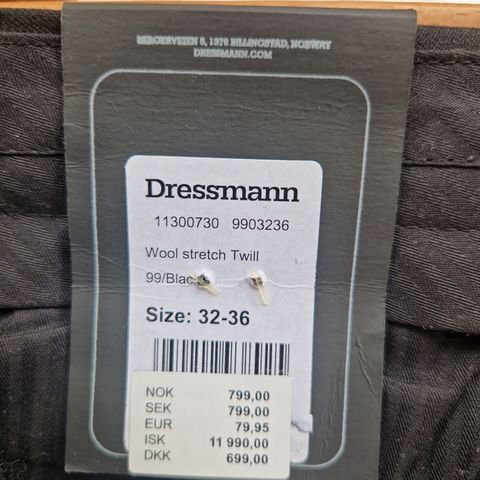 BERGERVEIEN 8, 1375 BILLINGSTAD, NORWAY
DRESSMANN.COM
Dressmann
11300730 9903236
Wool stretch Twill
99/Blac
Size: 32-36
NOK 799,00
SEK 799,00
EUR 79,95
ISK 11 990,00
DKK 699,00